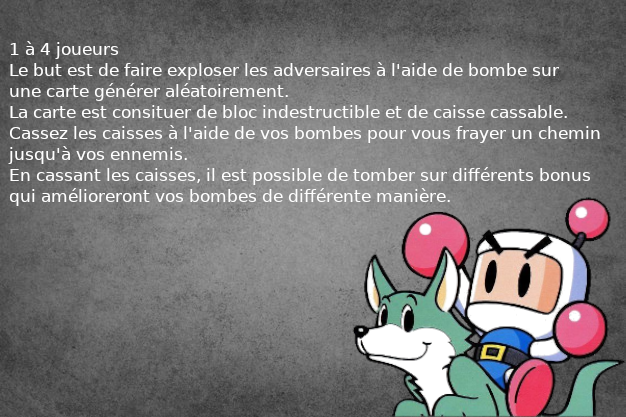 1 à 4 joueurs
Le but est de faire exploser les adversaires à l'aide de bombe sur
une carte générer aléatoirement.
La carte est consituer de bloc indestructible et de caisse cassable.
Cassez les caisses à l'aide de vos bombes pour vous frayer un chemin
jusqu'à vos ennemis.
En cassant les caisses, il est possible de tomber sur différents bonus
qui amélioreront vos bombes de différente manière.